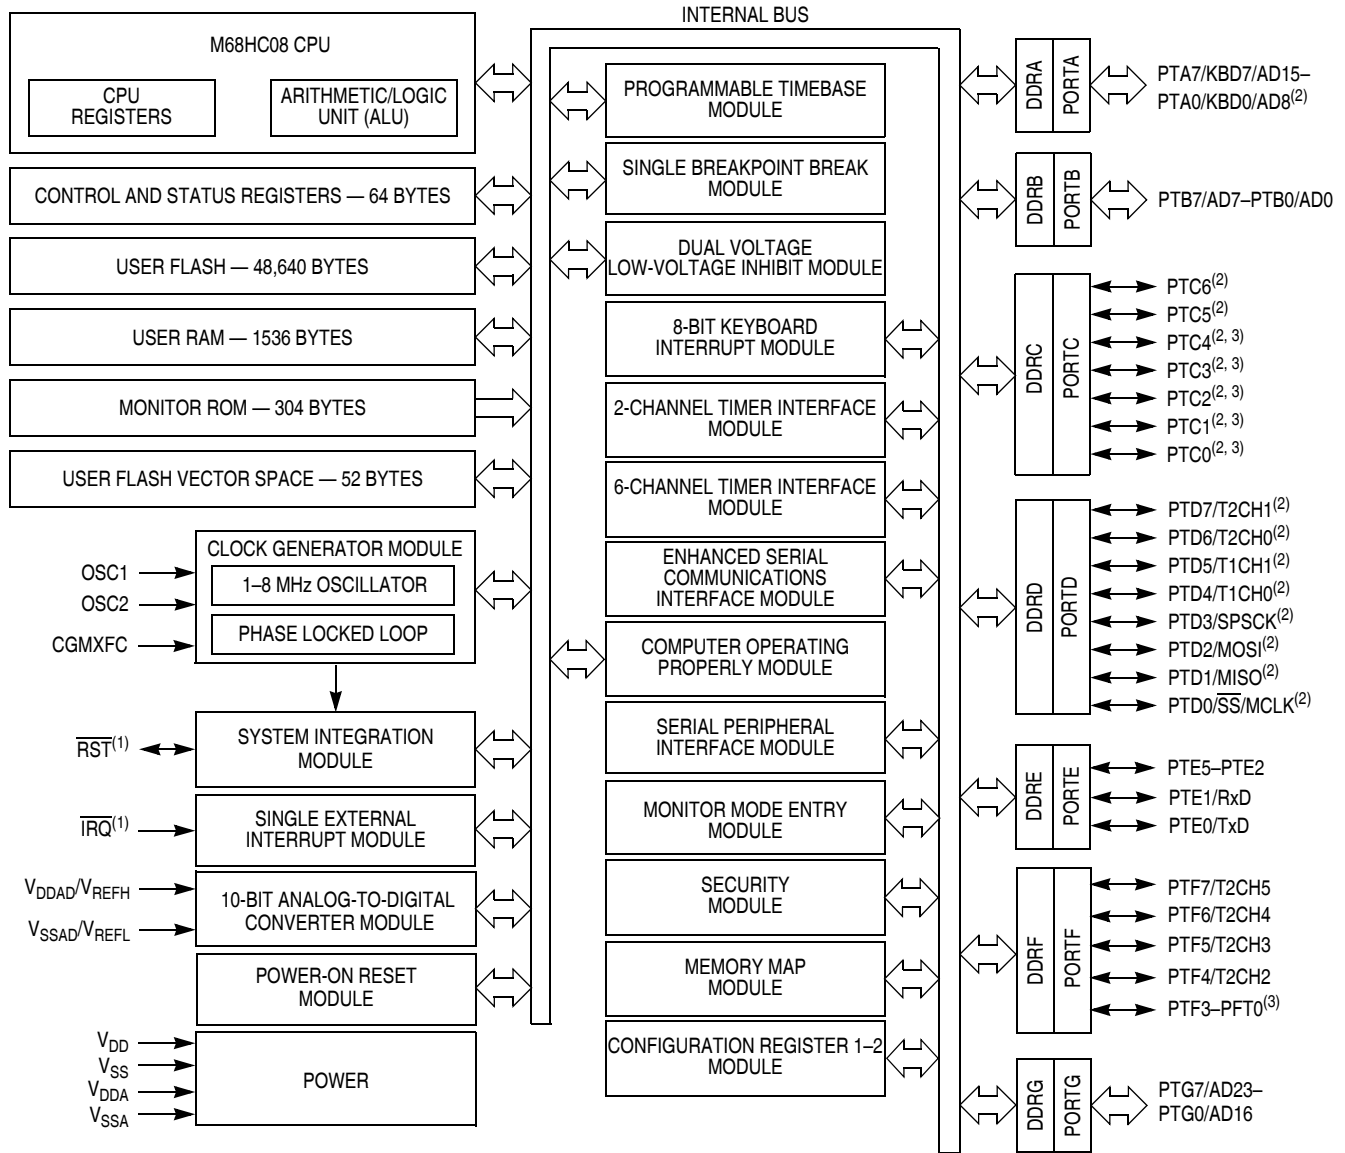 INTERNAL BUS
M68HC08 CPU
CPU
REGISTERS
ARITHMETIC/LOGIC
UNIT (ALU)
CONTROL AND STATUS REGISTERS — 64 BYTES
USER FLASH — 48,640 BYTES
USER RAM — 1536 BYTES
MONITOR ROM — 304 BYTES
USER FLASH VECTOR SPACE — 52 BYTES
CLOCK GENERATOR MODULE
1–8 MHz OSCILLATOR
PHASE LOCKED LOOP
OSC1
OSC2
CGMXFC
SYSTEM INTEGRATION
MODULE
RST(1)
SINGLE EXTERNAL
INTERRUPT MODULE
IRQ(1)
10-BIT ANALOG-TO-DIGITAL
CONVERTER MODULE
VDDAD/VREFH
VSSAD/VREFL
POWER-ON RESET
MODULE
POWER
VDD
VSS
VDDA
VSSA
PROGRAMMABLE TIMEBASE
MODULE
SINGLE BREAKPOINT BREAK
MODULE
DUAL VOLTAGE
LOW-VOLTAGE INHIBIT MODULE
8-BIT KEYBOARD
INTERRUPT MODULE
2-CHANNEL TIMER INTERFACE
MODULE
6-CHANNEL TIMER INTERFACE
MODULE
ENHANCED SERIAL
COMMUNICATIONS
INTERFACE MODULE
COMPUTER OPERATING
PROPERLY MODULE
SERIAL PERIPHERAL
INTERFACE MODULE
MONITOR MODE ENTRY
MODULE
SECURITY
MODULE
MEMORY MAP
MODULE
CONFIGURATION REGISTER 1–2
MODULE
DDRA
PORTA
PTA7/KBD7/AD15–
PTA0/KBD0/AD8(2)
DDRB
PORTB
PTB7/AD7–PTB0/AD0
DDRC
PORTC
PTC6(2)
PTC5(2)
PTC4(2, 3)
PTC3(2, 3)
PTC2(2, 3)
PTC1(2, 3)
PTC0(2, 3)
DDRD
PORTD
PTD7/T2CH1(2)
PTD6/T2CH0(2)
PTD5/T1CH1(2)
PTD4/T1CH0(2)
PTD3/SPSCK(2)
PTD2/MOSI(2)
PTD1/MISO(2)
PTD0/SS/MCLK(2)
DDRE
PORTE
PTE5–PTE2
PTE1/RxD
PTE0/TxD
DDRF
PORTF
PTF7/T2CH5
PTF6/T2CH4
PTF5/T2CH3
PTF4/T2CH2
PTF3–PFT0(3)
DDRG
PORTG
PTG7/AD23–
PTG0/AD16